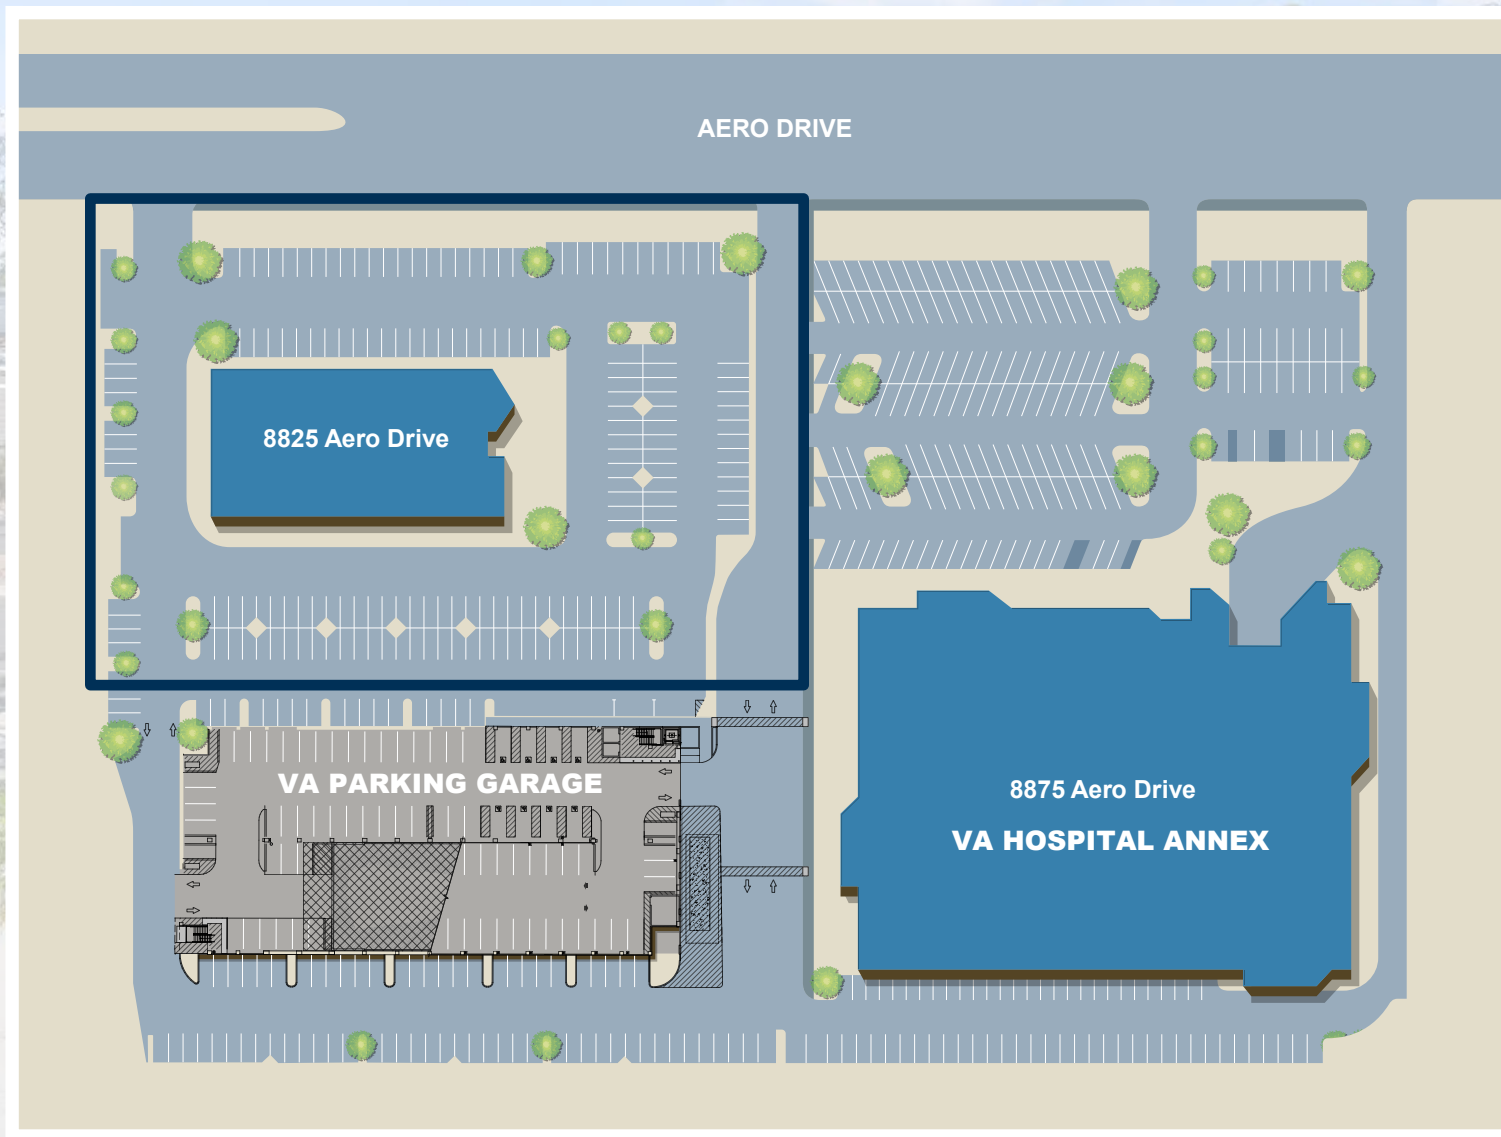 AERO DRIVE
8825 Aero Drive
VA PARKING GARAGE
8875 Aero Drive
VA HOSPITAL ANNEX